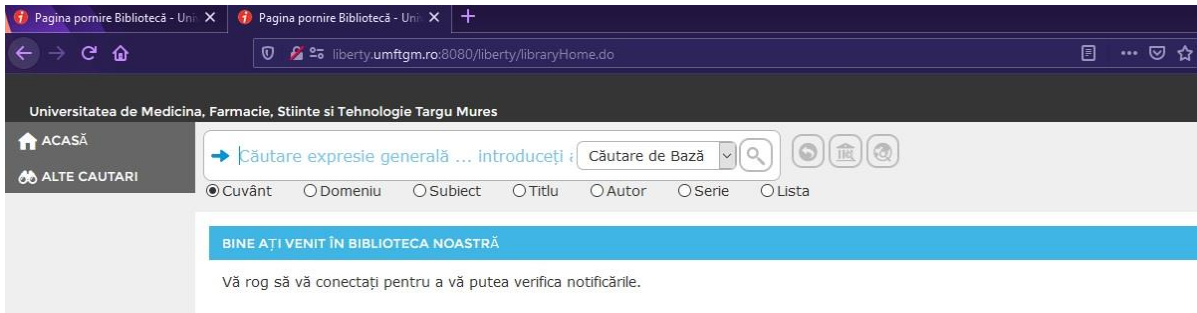 Pagina pornire Bibliotecă - Uni
Pagina pornire Bibliotecă - Uni
liberty.umftgm.ro:8080/liberty/libraryHome.do
Universitatea de Medicina, Farmacie, Stiinte si Tehnologie Targu Mures
ACASĂ
Căutare expresie generală ... introduceți
Căutare de Bază
ALTE CAUTARI
Cuvânt Domeniu Subiect Titlu Autor Serie Lista
BINE AȚI VENIT ÎN BIBLIOTECA NOASTRĂ
Vă rog să vă conectați pentru a vă putea verifica notificările.